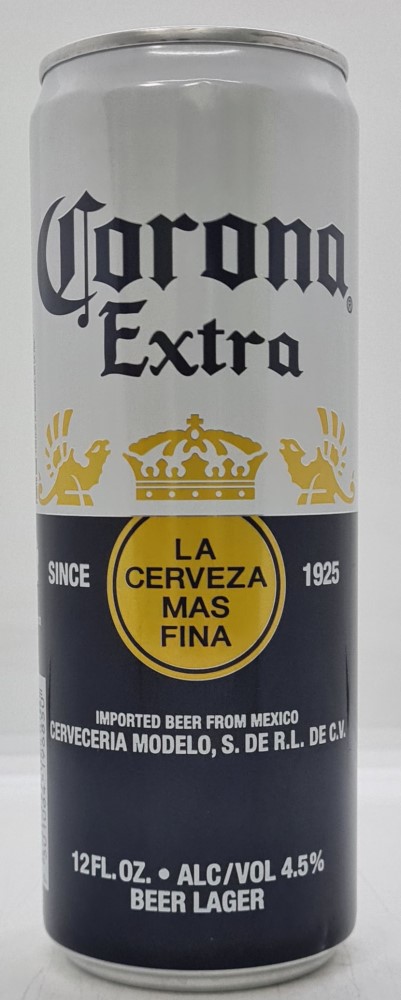 Corona
Extra
LA
CERVEZA
MAS
FINA
SINCE 1925
IMPORTED BEER FROM MEXICO
CERVECERIA MODELO, S. DE R.L. DE C.V.
12FL.OZ. • ALC/VOL 4.5%
BEER LAGER